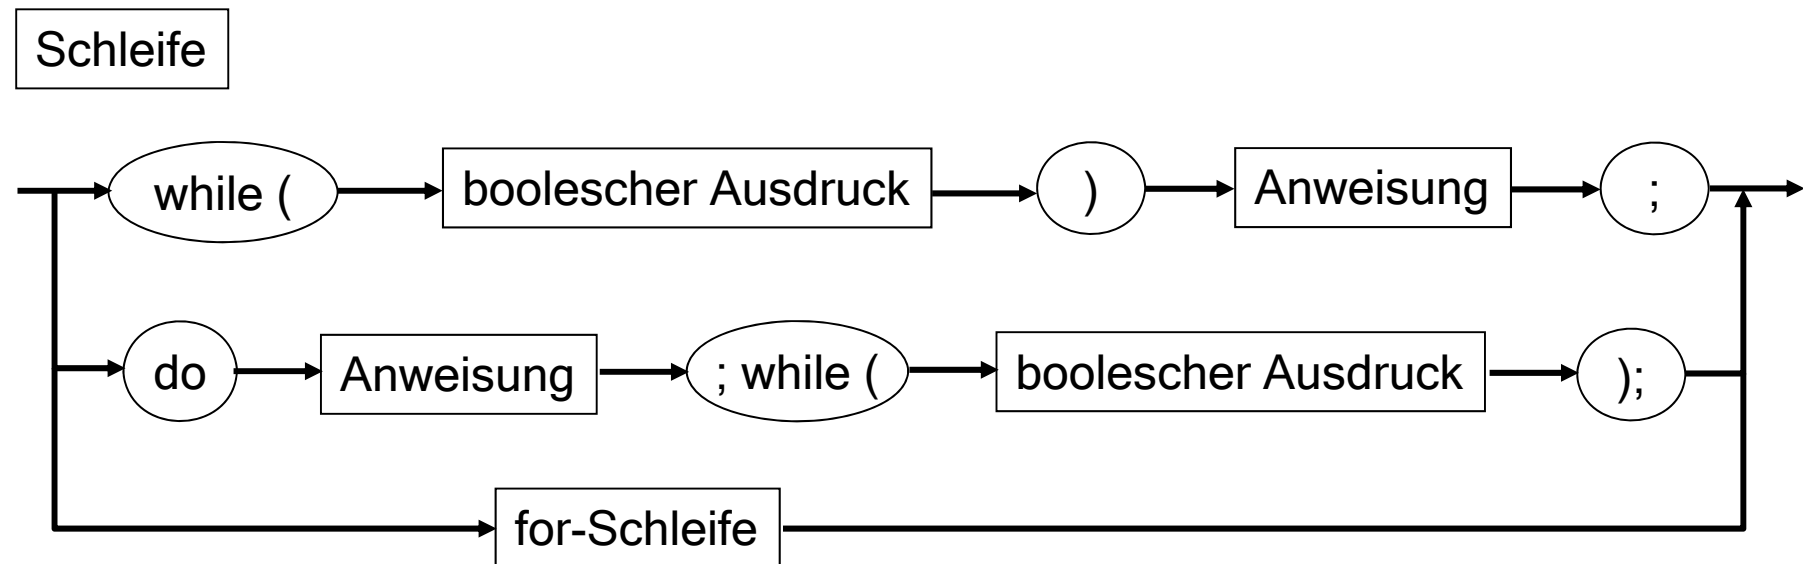 Schleife
while ( boolescher Ausdruck ) Anweisung ;
do Anweisung ; while ( boolescher Ausdruck );
for-Schleife